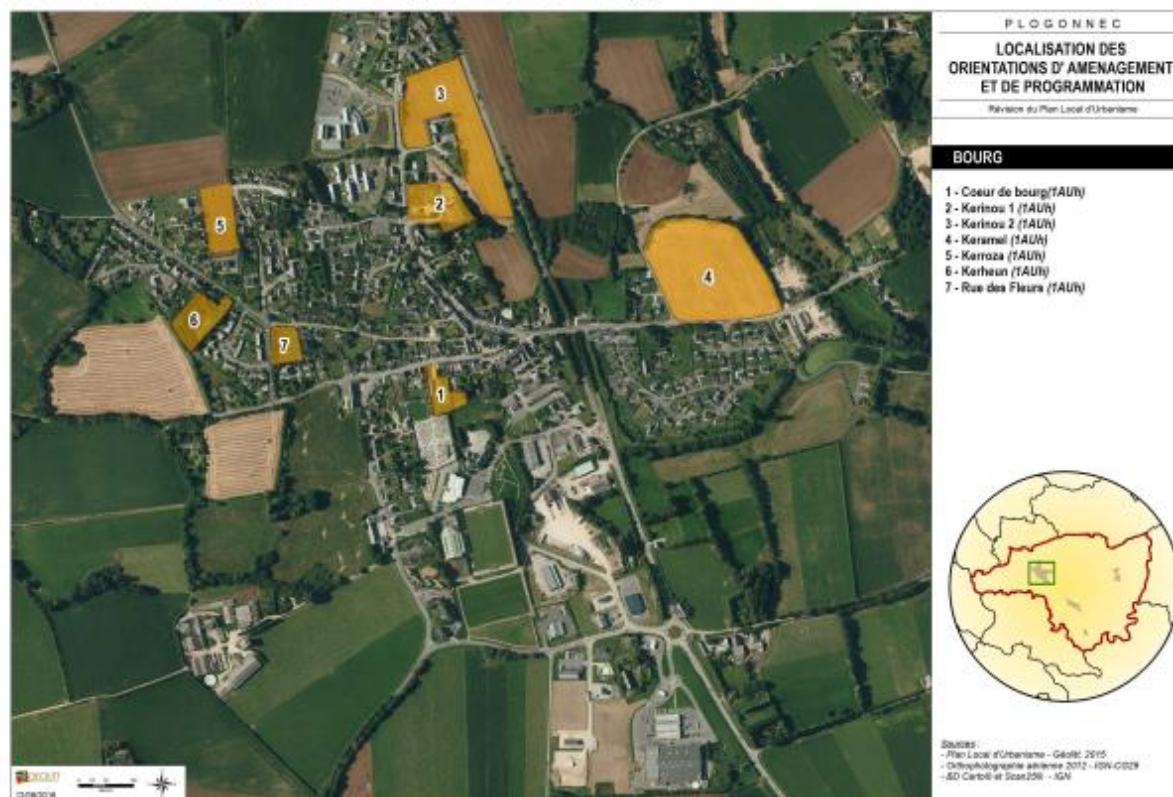 PLOGONNEC
LOCALISATION DES
ORIENTATIONS D'AMENAGEMENT
ET DE PROGRAMMATION
Révision du Plan Local d'Urbanisme
BOURG
1 - Coeur de bourg(1AUh)
2 - Kerinou 1 (1AUh)
3 - Kerinou 2 (1AUh)
4 - Keramel (1AUh)
5 - Kerroza (1AUh)
6 - Kerheun (1AUh)
7 - Rue des Fleurs (1AUh)
3
2
5
4
6
7
1
Sources :
- Plan Local d'Urbanisme - Géolitt, 2015
- Orthophotographie aérienne 2012 - IGN-CG29
- BD Carto® et Scan25® - IGN